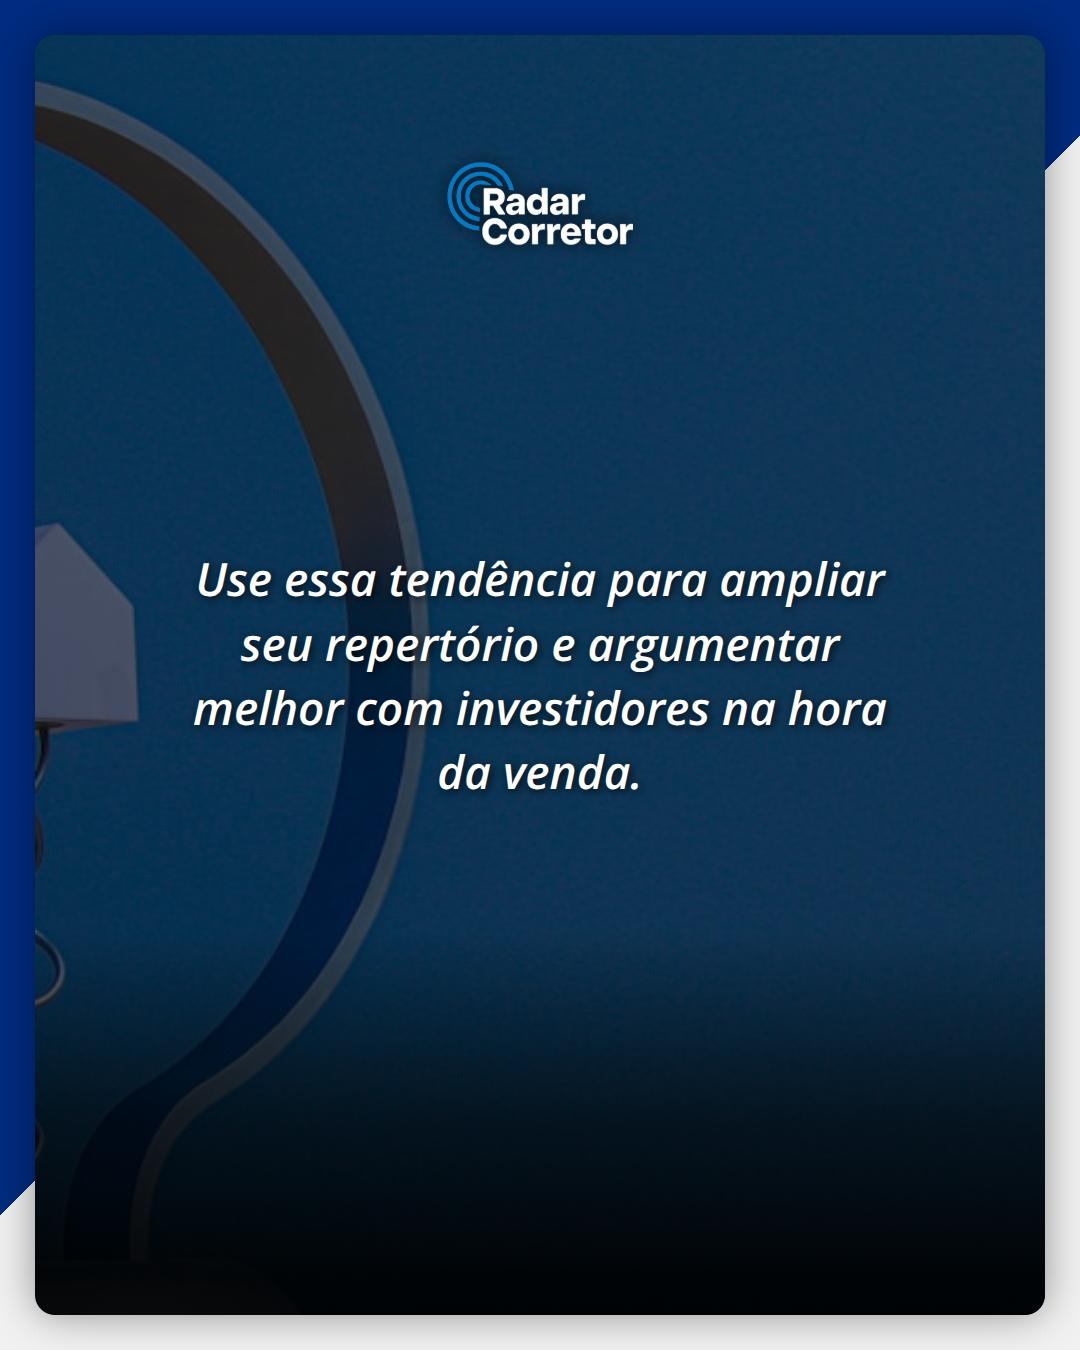 Radar
Corretor
Use essa tendência para ampliar
seu repertório e argumentar
melhor com investidores na hora
da venda.